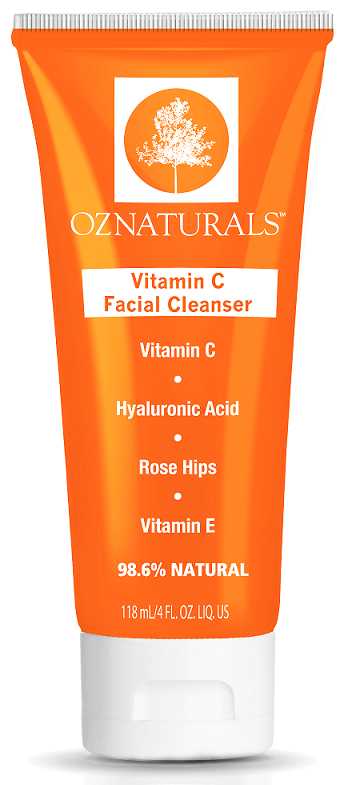 OZNATURALS™
Vitamin C
Facial Cleanser
Vitamin C
•
Hyaluronic Acid
•
Rose Hips
•
Vitamin E
98.6% NATURAL
118 mL/4 FL. OZ. LIQ. US